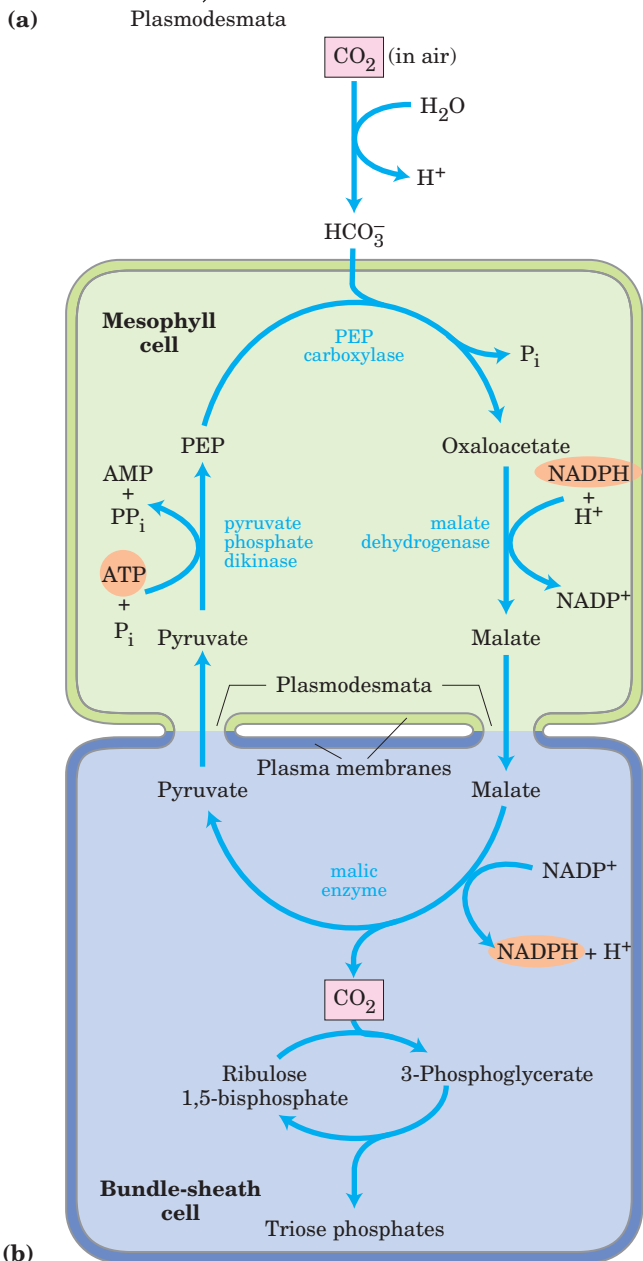 (a)
Plasmodesmata
CO₂ (in air)
H₂O
H⁺
HCO₃⁻
Mesophyll
cell
PEP
carboxylase
Pᵢ
PEP
Oxaloacetate
AMP
+
PPᵢ
NADPH
+
H⁺
pyruvate
phosphate
dikinase
malate
dehydrogenase
ATP
+
Pᵢ
NADP⁺
Pyruvate
Malate
Plasmodesmata
Plasma membranes
Pyruvate
Malate
malic
enzyme
NADP⁺
NADPH + H⁺
CO₂
Ribulose
1,5-bisphosphate
3-Phosphoglycerate
Bundle-sheath
cell
Triose phosphates
(b)